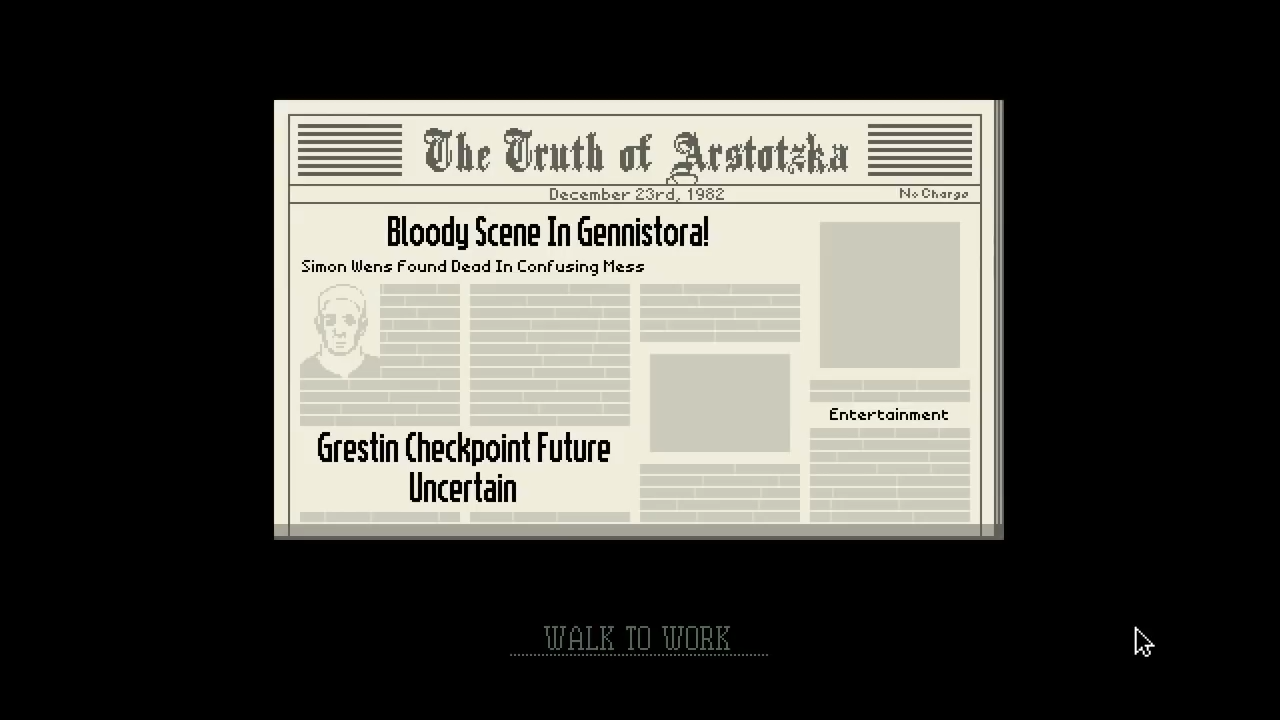 The Truth of Arstotzka
December 23rd, 1982
No Charge
Bloody Scene In Gennistora!
Simon Wens Found Dead In Confusing Mess
Grestin Checkpoint Future
Uncertain
Entertainment
WALK TO WORK